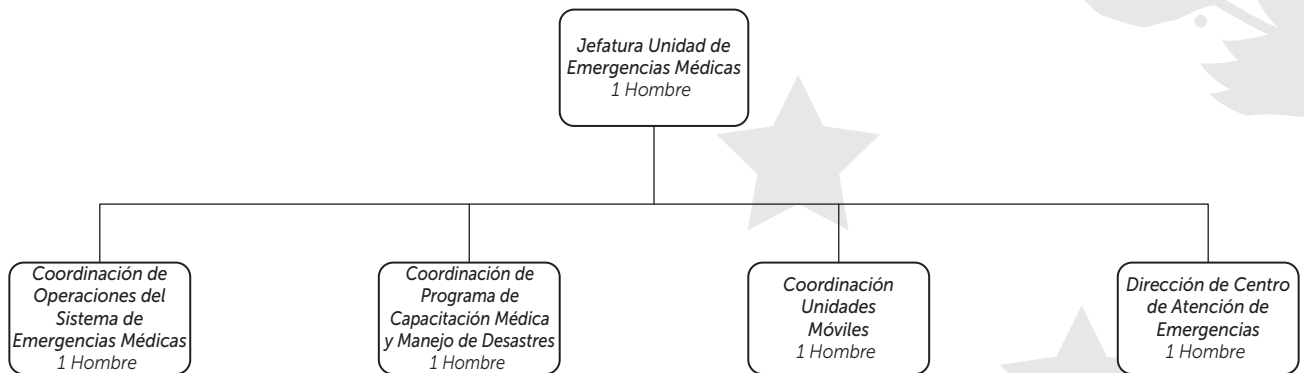 Jefatura Unidad de
Emergencias Médicas
1 Hombre
Coordinación de
Operaciones del
Sistema de
Emergencias Médicas
1 Hombre
Coordinación de
Programa de
Capacitación Médica
y Manejo de Desastres
1 Hombre
Coordinación
Unidades
Móviles
1 Hombre
Dirección de Centro
de Atención de
Emergencias
1 Hombre